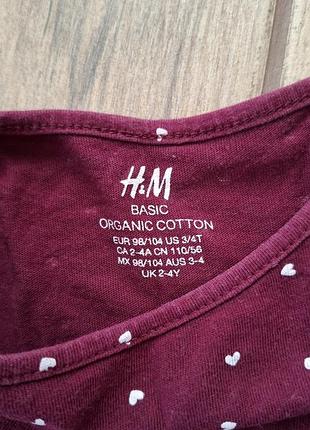 H&M
BASIC
ORGANIC COTTON
EUR 98/104 US 3/4T
CA 2-4A CN 110/56
MX 98/104 AUS 3-4
UK 2-4Y